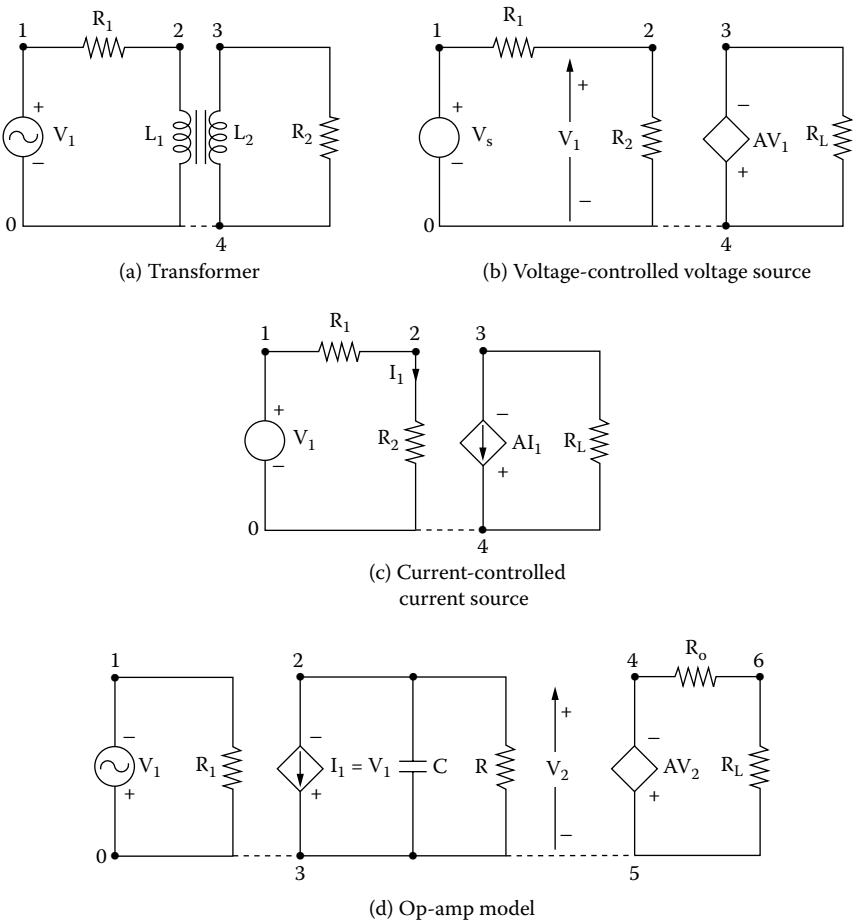 R1
1 2 3
+
V1
−
L1 L2
R2
0
4
(a) Transformer
R1
1 2 3
+
Vs
−
+
V1
−
R2
−
AV1
+
RL
0
4
(b) Voltage-controlled voltage source
R1
1 2 3
I1
+
V1
−
R2
−
AI1
+
RL
0
4
(c) Current-controlled
current source
1 2 4 Ro 6
−
V1
+
R1
−
I1 = V1
+
C
R
+
V2
−
−
AV2
+
RL
0
3 5
(d) Op-amp model